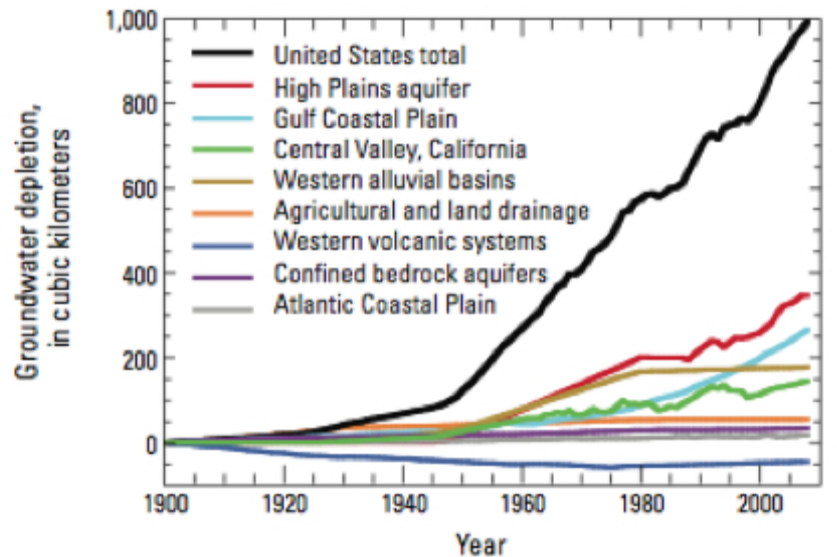 Groundwater depletion,
in cubic kilometers
1,000
800
600
400
200
0
United States total
High Plains aquifer
Gulf Coastal Plain
Central Valley, California
Western alluvial basins
Agricultural and land drainage
Western volcanic systems
Confined bedrock aquifers
Atlantic Coastal Plain
1900 1920 1940 1960 1980 2000
Year